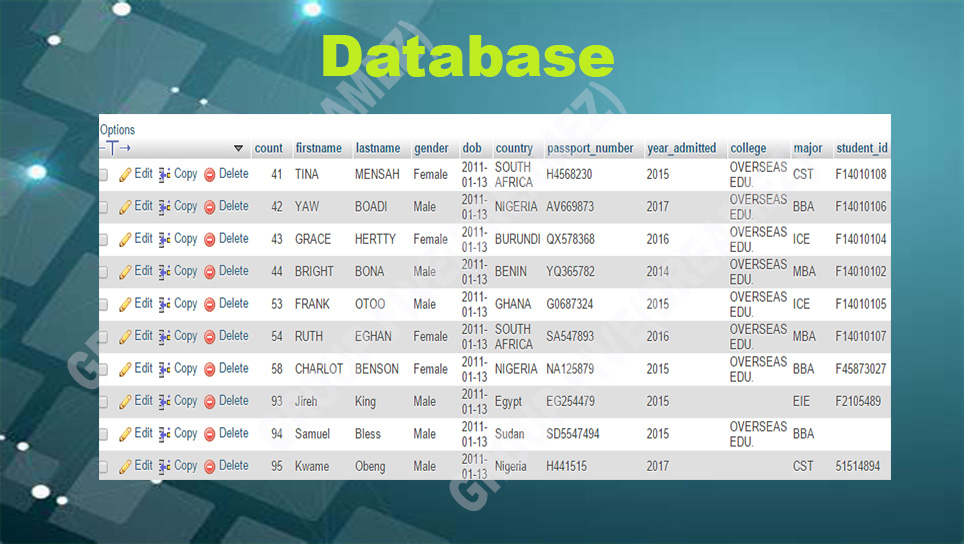 Database
Options
count firstname lastname gender dob country passport_number year_admitted college major student_id
Edit Copy Delete 41 TINA MENSAH Female 2011-01-13 SOUTH AFRICA H4568230 2015 OVERSEAS EDU. CST F14010108
Edit Copy Delete 42 YAW BOADI Male 2011-01-13 NIGERIA AV669873 2017 OVERSEAS EDU. BBA F14010106
Edit Copy Delete 43 GRACE HERTTY Female 2011-01-13 BURUNDI QX578368 2016 OVERSEAS EDU. ICE F14010104
Edit Copy Delete 44 BRIGHT BONA Male 2011-01-13 BENIN YQ365782 2014 OVERSEAS EDU. MBA F14010102
Edit Copy Delete 53 FRANK OTOO Male 2011-01-13 GHANA G0687324 2015 OVERSEAS EDU. ICE F14010105
Edit Copy Delete 54 RUTH EGHAN Female 2011-01-13 SOUTH AFRICA SA547893 2016 OVERSEAS EDU. MBA F14010107
Edit Copy Delete 58 CHARLOT BENSON Female 2011-01-13 NIGERIA NA125879 2015 OVERSEAS EDU. BBA F45873027
Edit Copy Delete 93 Jireh King Male 2011-01-13 Egypt EG254479 2015 EIE F2105489
Edit Copy Delete 94 Samuel Bless Male 2011-01-13 Sudan SD5547494 2015 OVERSEAS EDU. BBA
Edit Copy Delete 95 Kwame Obeng Male 2011-01-13 Nigeria H441515 2017 CST 51514894